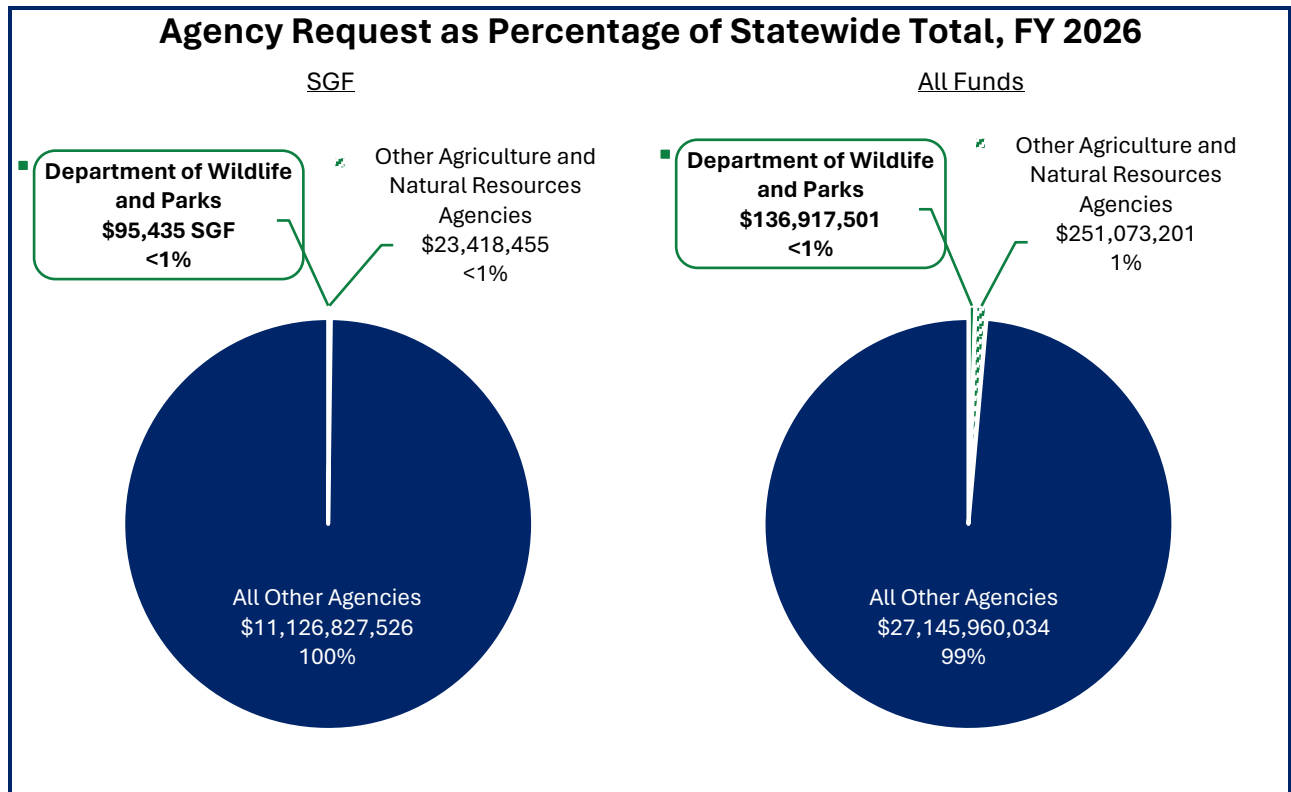 Agency Request as Percentage of Statewide Total, FY 2026
SGF
Department of Wildlife
and Parks
$95,435 SGF
<1%
Other Agriculture and
Natural Resources
Agencies
$23,418,455
<1%
All Other Agencies
$11,126,827,526
100%
All Funds
Department of Wildlife
and Parks
$136,917,501
<1%
Other Agriculture and
Natural Resources
Agencies
$251,073,201
1%
All Other Agencies
$27,145,960,034
99%